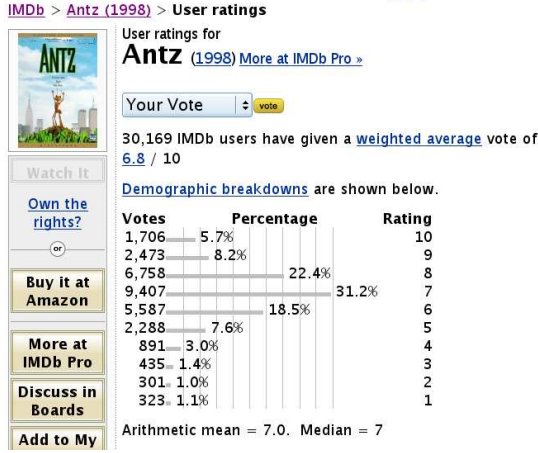 IMDb > Antz (1998) > User ratings
ANTZ
User ratings for
Antz (1998) More at IMDb Pro »
Your Vote vote
30,169 IMDb users have given a weighted average vote of
6.8 / 10
Demographic breakdowns are shown below.
Votes Percentage Rating
1,706 5.7% 10
2,473 8.2% 9
6,758 22.4% 8
9,407 31.2% 7
5,587 18.5% 6
2,288 7.6% 5
891 3.0% 4
435 1.4% 3
301 1.0% 2
323 1.1% 1
Arithmetic mean = 7.0. Median = 7
Watch It
Own the
rights?
or
Buy it at
Amazon
More at
IMDb Pro
Discuss in
Boards
Add to My